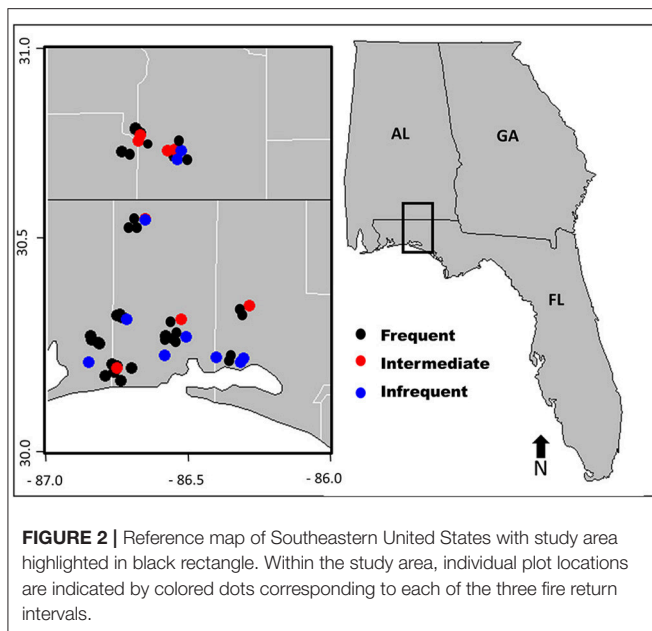 31.0
30.5
30.0
- 87.0
- 86.5
- 86.0
AL
GA
FL
Frequent
Intermediate
Infrequent
N
FIGURE 2 | Reference map of Southeastern United States with study area
highlighted in black rectangle. Within the study area, individual plot locations
are indicated by colored dots corresponding to each of the three fire return
intervals.